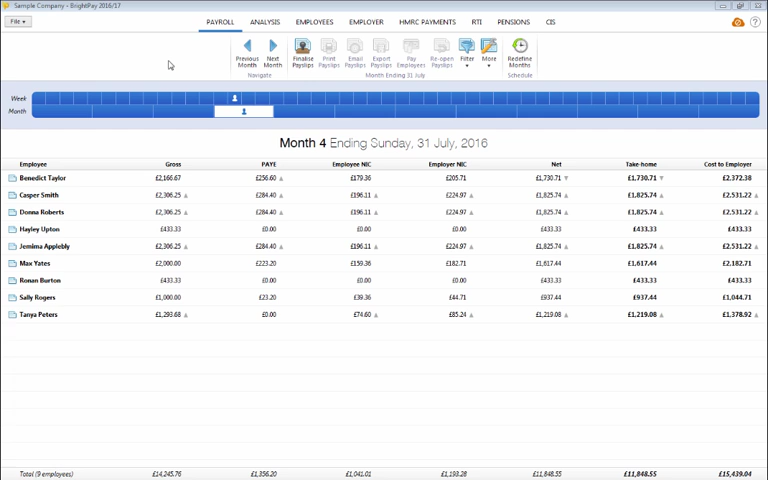 Sample Company - BrightPay 2016/17
File PAYROLL ANALYSIS EMPLOYEES EMPLOYER HMRC PAYMENTS RTI PENSIONS CIS ?
Previous Month Next Month Finalise Payslips Print Payslips Email Payslips Export Payslips Pay Employees Re-open Payslips Filter More Redefine Months
Navigate Month Ending 31 July Schedule
Week
Month
Month 4 Ending Sunday, 31 July, 2016
Employee Gross PAYE Employee NIC Employer NIC Net Take-home Cost to Employer
Benedict Taylor £2,166.67 £256.60 £179.36 £205.71 £1,730.71 £1,730.71 £2,372.38
Casper Smith £2,306.25 £284.40 £196.11 £224.97 £1,825.74 £1,825.74 £2,531.22
Donna Roberts £2,306.25 £284.40 £196.11 £224.97 £1,825.74 £1,825.74 £2,531.22
Hayley Upton £433.33 £0.00 £0.00 £0.00 £433.33 £433.33 £433.33
Jemima Applebly £2,306.25 £284.40 £196.11 £224.97 £1,825.74 £1,825.74 £2,531.22
Max Yates £2,000.00 £223.20 £159.36 £182.71 £1,617.44 £1,617.44 £2,182.71
Ronan Burton £433.33 £0.00 £0.00 £0.00 £433.33 £433.33 £433.33
Sally Rogers £1,000.00 £23.20 £39.36 £44.71 £937.44 £937.44 £1,044.71
Tanya Peters £1,293.68 £0.00 £74.60 £85.24 £1,219.08 £1,219.08 £1,378.92
Total (9 employees) £14,245.76 £1,356.20 £1,041.01 £1,193.28 £11,848.55 £11,848.55 £15,439.04